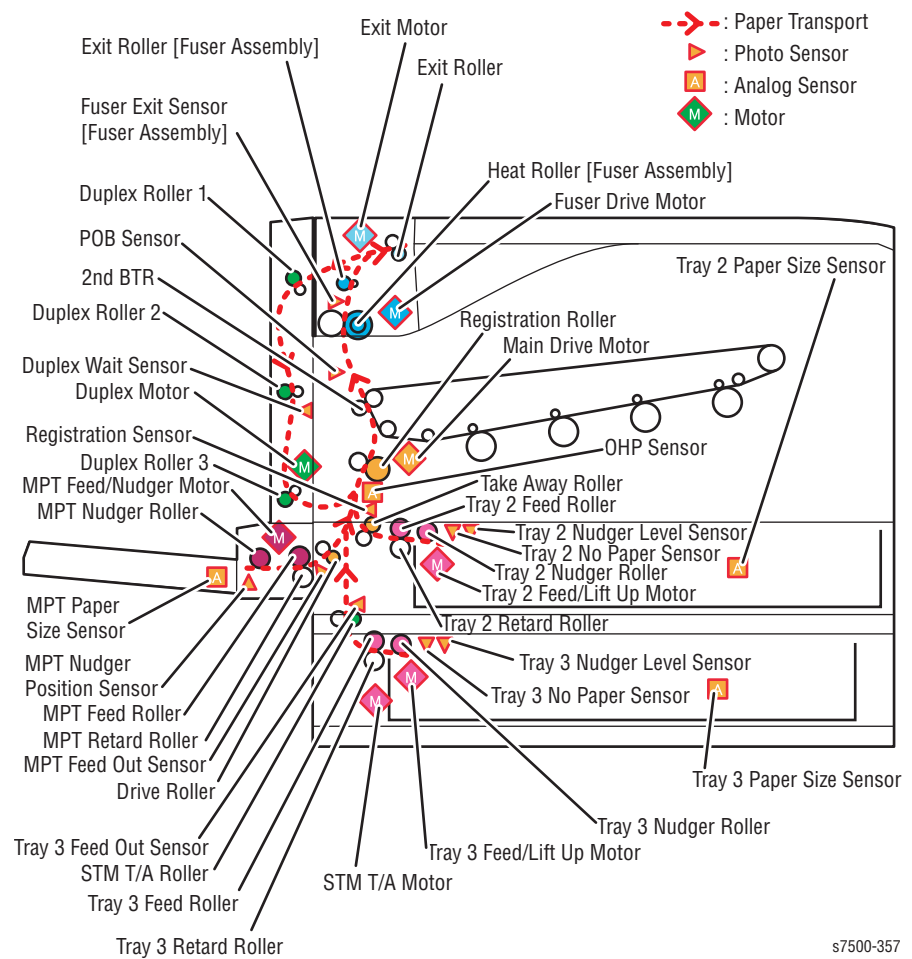 Exit Motor
: Paper Transport
Exit Roller [Fuser Assembly]
: Photo Sensor
Exit Roller
A : Analog Sensor
Fuser Exit Sensor
[Fuser Assembly]
M : Motor
Heat Roller [Fuser Assembly]
Duplex Roller 1
Fuser Drive Motor
POB Sensor
M
Tray 2 Paper Size Sensor
2nd BTR
Duplex Roller 2
M
Registration Roller
Main Drive Motor
Duplex Wait Sensor
Duplex Motor
Registration Sensor
OHP Sensor
M
M
Duplex Roller 3
MPT Feed/Nudger Motor
Take Away Roller
A
MPT Nudger Roller
Tray 2 Feed Roller
Tray 2 Nudger Level Sensor
M
Tray 2 No Paper Sensor
Tray 2 Nudger Roller
A
A
M
Tray 2 Feed/Lift Up Motor
MPT Paper
Size Sensor
Tray 2 Retard Roller
MPT Nudger
Position Sensor
Tray 3 Nudger Level Sensor
M
Tray 3 No Paper Sensor
A
MPT Feed Roller
M
MPT Retard Roller
MPT Feed Out Sensor
Tray 3 Paper Size Sensor
Drive Roller
Tray 3 Nudger Roller
Tray 3 Feed Out Sensor
Tray 3 Feed/Lift Up Motor
STM T/A Roller
STM T/A Motor
Tray 3 Feed Roller
Tray 3 Retard Roller
s7500-357